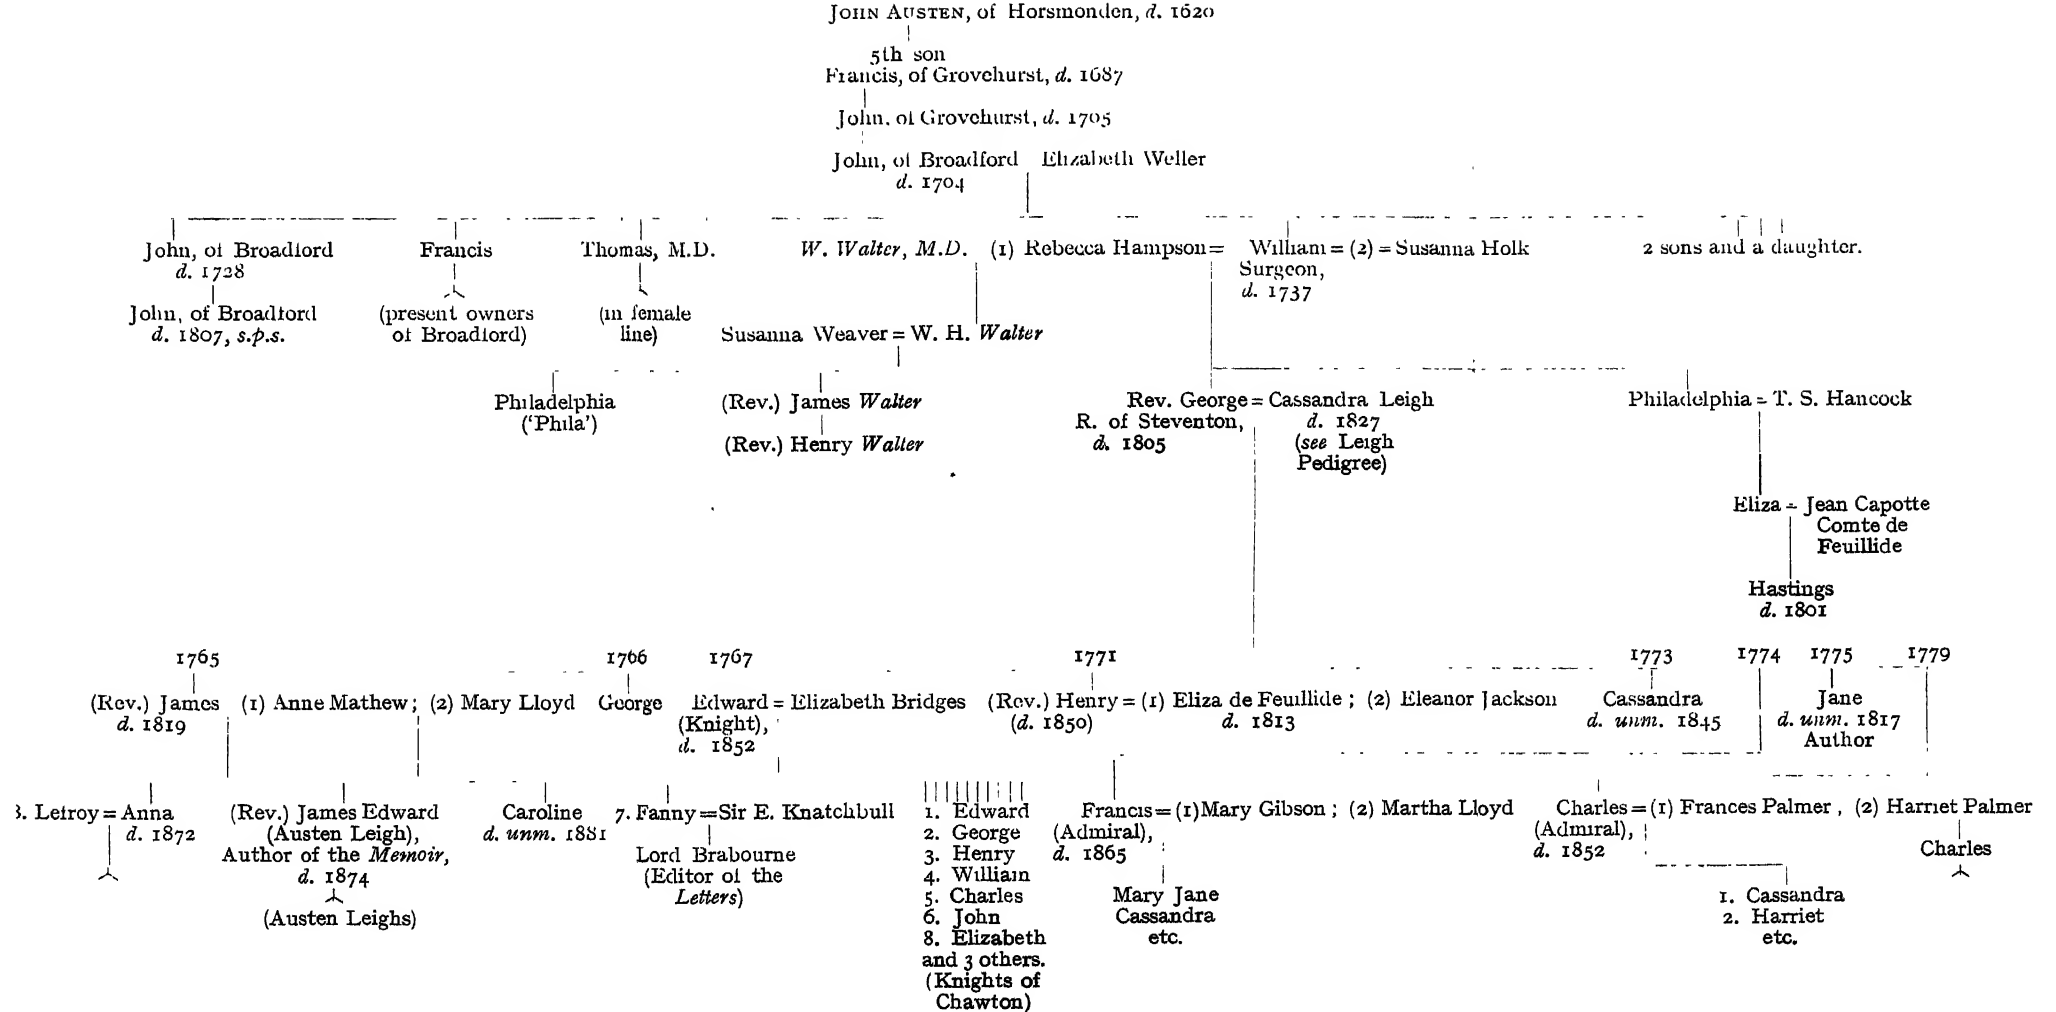 JOHN AUSTEN, of Horsmonden, d. 1620
5th son
Francis, of Grovehurst, d. 1687
John, of Grovehurst, d. 1705
John, of Broadford Elizabeth Weller
d. 1704
John, of Broadford Francis Thomas, M.D. W. Walter, M.D. (1) Rebecca Hampson= William = (2) = Susanna Holk 2 sons and a daughter.
d. 1728 Surgeon,
d. 1737
John, of Broadford (present owners (in female
d. 1807, s.p.s. of Broadford) line) Susanna Weaver = W. H. Walter
Philadelphia (Rev.) James Walter Rev. George = Cassandra Leigh Philadelphia = T. S. Hancock
('Phila') R. of Steventon, d. 1827
(Rev.) Henry Walter d. 1805 (see Leigh
Pedigree)
Eliza = Jean Capotte
Comte de
Feuillide
Hastings
d. 1801
1765 1766 1767 1771 1773 1774 1775 1779
(Rev.) James (1) Anne Mathew; (2) Mary Lloyd George Edward = Elizabeth Bridges (Rev.) Henry = (1) Eliza de Feuillide; (2) Eleanor Jackson Cassandra Jane
d. 1819 (Knight), (d. 1850) d. 1813 d. unm. 1845 d. unm. 1817
d. 1852 Author
. Lefroy = Anna (Rev.) James Edward Caroline 7. Fanny=Sir E. Knatchbull 1. Edward Francis=(1)Mary Gibson; (2) Martha Lloyd Charles=(1) Frances Palmer, (2) Harriet Palmer
d. 1872 (Austen Leigh), d. unm. 1881 2. George (Admiral), (Admiral),
Author of the Memoir, Lord Brabourne 3. Henry d. 1865 d. 1852 Charles
d. 1874 (Editor of the 4. William
Letters) 5. Charles Mary Jane 1. Cassandra
(Austen Leighs) 6. John Cassandra 2. Harriet
8. Elizabeth etc. etc.
and 3 others.
(Knights of
Chawton)